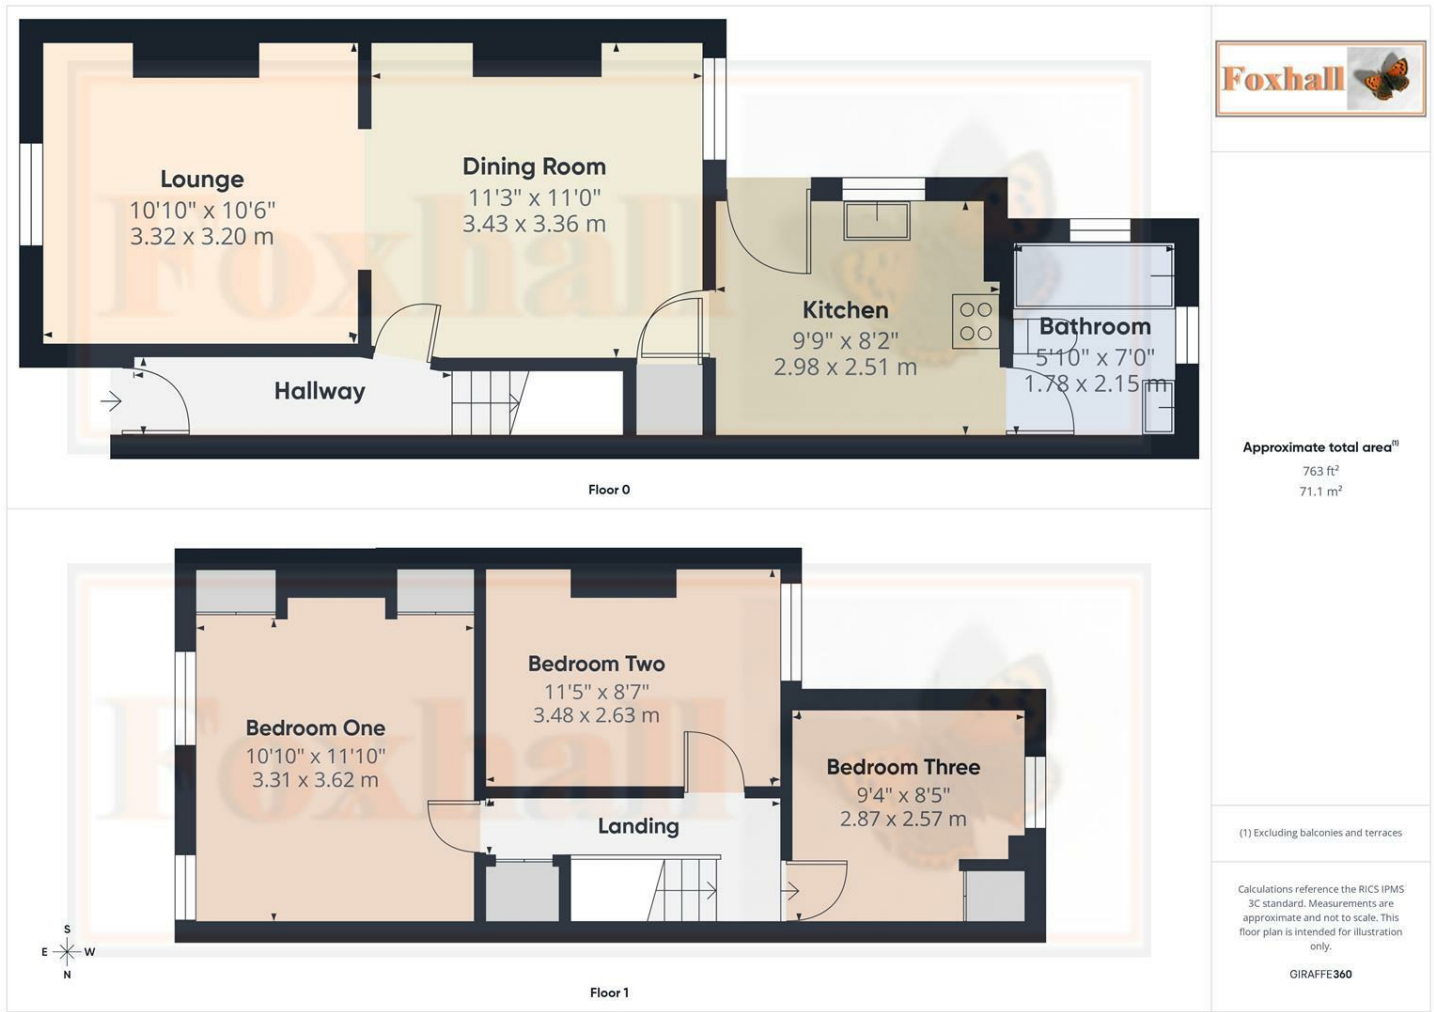 Foxhall
Lounge
10'10" x 10'6"
3.32 x 3.20 m
Dining Room
11'3" x 11'0"
3.43 x 3.36 m
Kitchen
9'9" x 8'2"
2.98 x 2.51 m
Bathroom
5'10" x 7'0"
1.78 x 2.15 m
Hallway
Foxhall
Floor 0
Approximate total area(1)
763 ft²
71.1 m²
Bedroom One
10'10" x 11'10"
3.31 x 3.62 m
Bedroom Two
11'5" x 8'7"
3.48 x 2.63 m
Bedroom Three
9'4" x 8'5"
2.87 x 2.57 m
Landing
Foxhall
S
E W
N
Floor 1
(1) Excluding balconies and terraces
Calculations reference the RICS IPMS
3C standard. Measurements are
approximate and not to scale. This
floor plan is intended for illustration
only.
GIRAFFE360